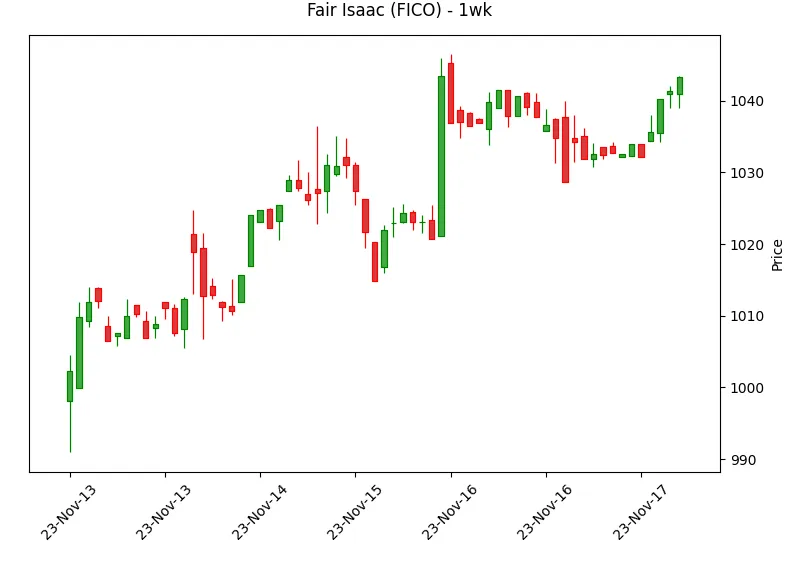 Fair Isaac (FICO) - 1wk
1040
1030
1020
1010
1000
990
Price
23-Nov-13
23-Nov-13
23-Nov-14
23-Nov-15
23-Nov-16
23-Nov-16
23-Nov-17